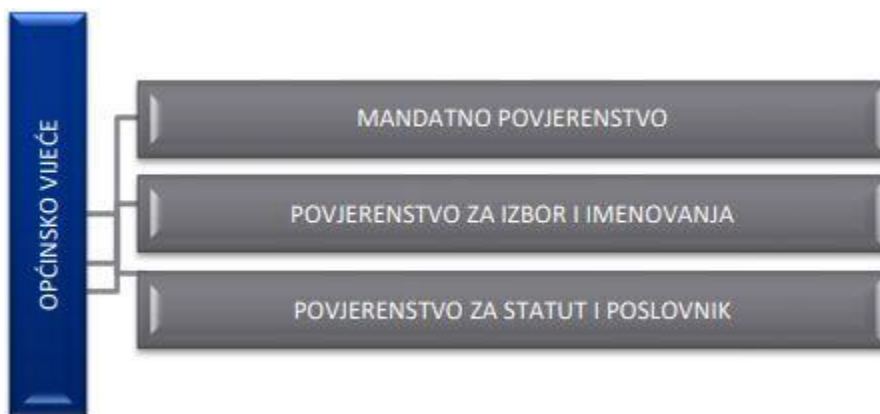 OPĆINSKO VIJEĆE
MANDATNO POVJERENSTVO
POVJERENSTVO ZA IZBOR I IMENOVANJA
POVJERENSTVO ZA STATUT I POSLOVNIK